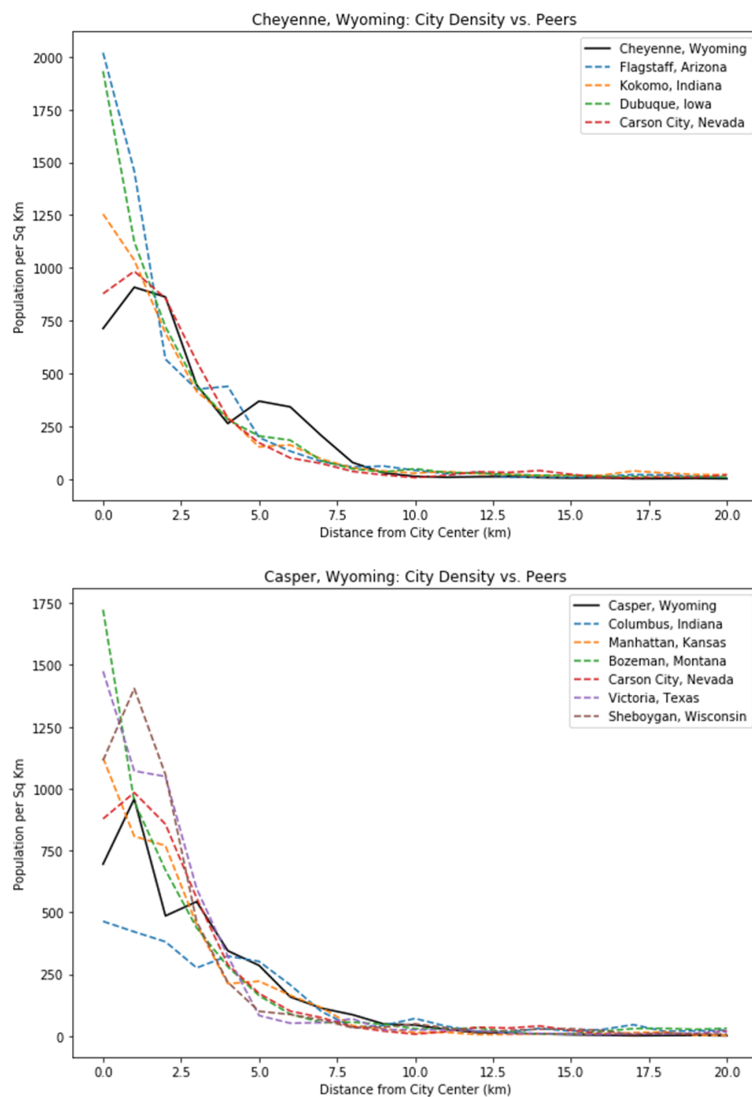 Cheyenne, Wyoming: City Density vs. Peers
Cheyenne, Wyoming
Flagstaff, Arizona
Kokomo, Indiana
Dubuque, Iowa
Carson City, Nevada
Population per Sq Km
2000
1750
1500
1250
1000
750
500
250
0
0.0 2.5 5.0 7.5 10.0 12.5 15.0 17.5 20.0
Distance from City Center (km)
Casper, Wyoming: City Density vs. Peers
Casper, Wyoming
Columbus, Indiana
Manhattan, Kansas
Bozeman, Montana
Carson City, Nevada
Victoria, Texas
Sheboygan, Wisconsin
Population per Sq Km
1750
1500
1250
1000
750
500
250
0
0.0 2.5 5.0 7.5 10.0 12.5 15.0 17.5 20.0
Distance from City Center (km)